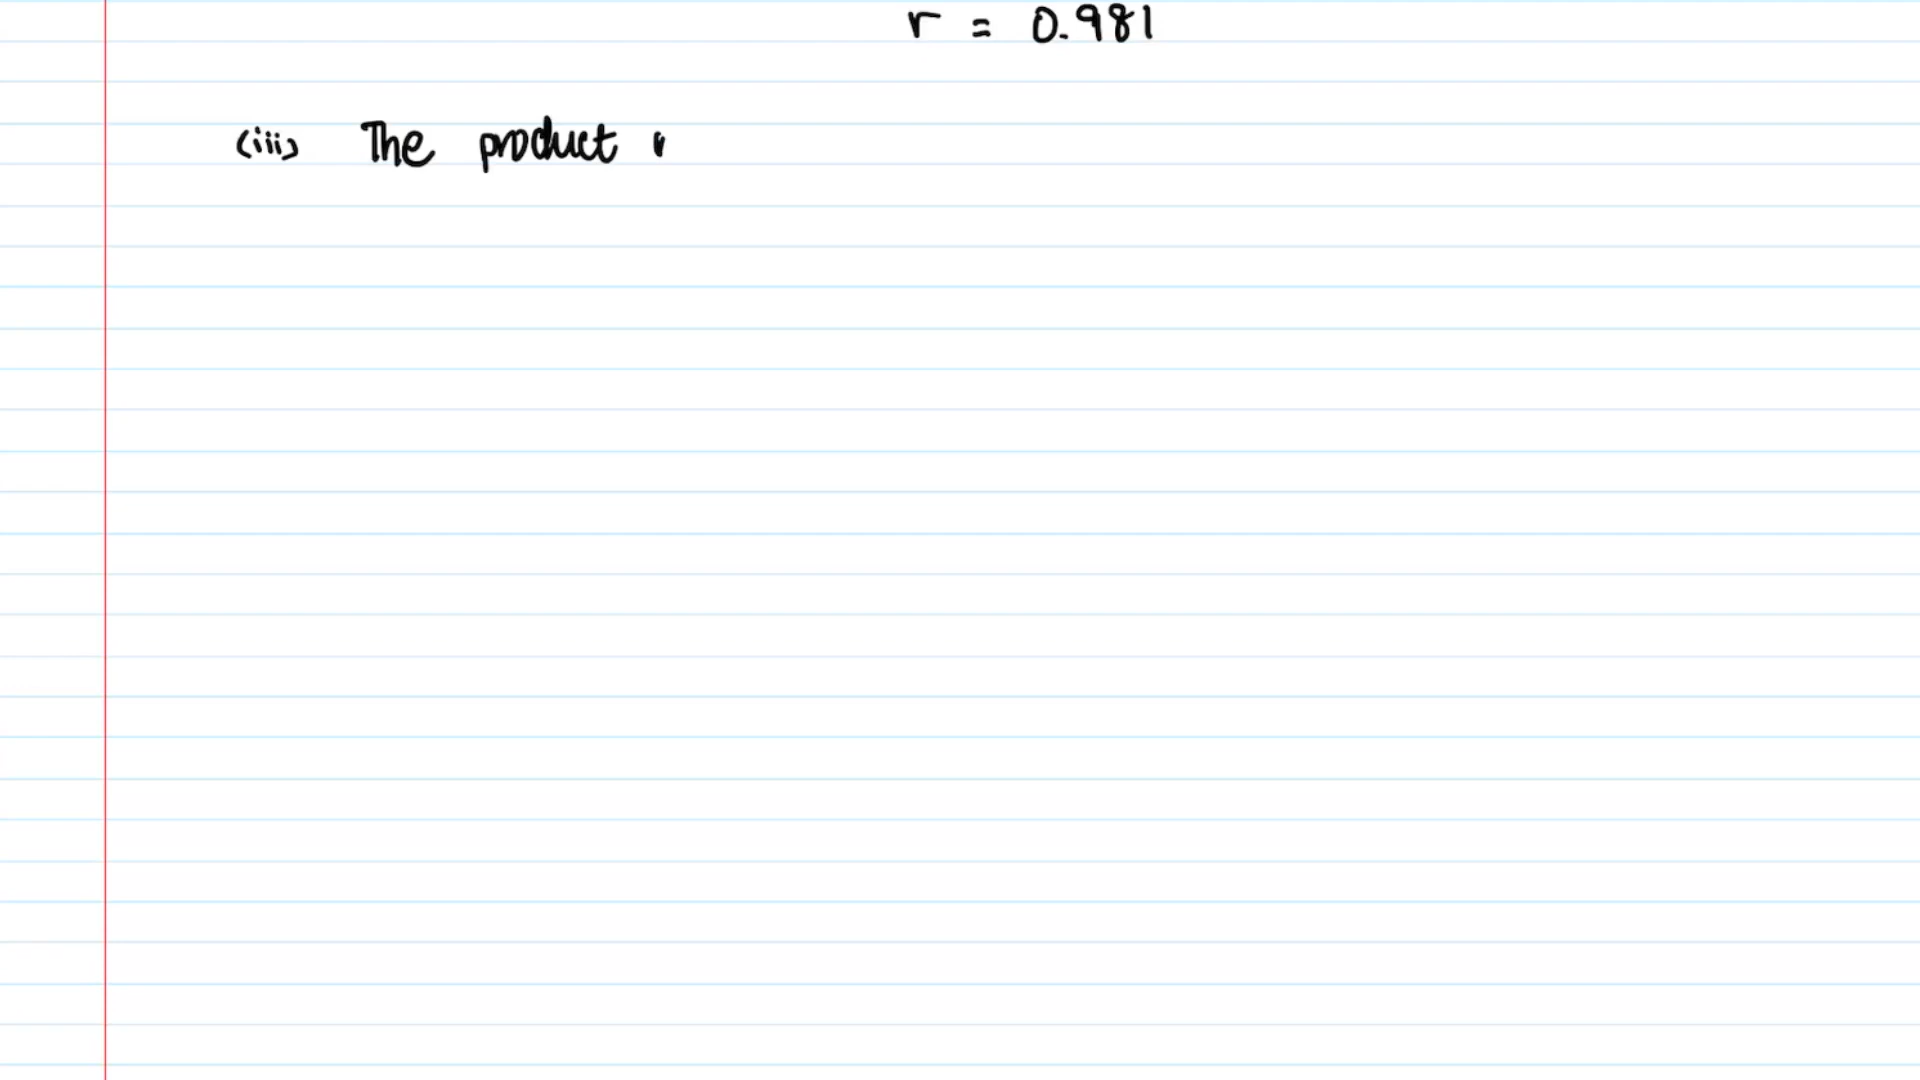 r = 0.981
(iii) The product